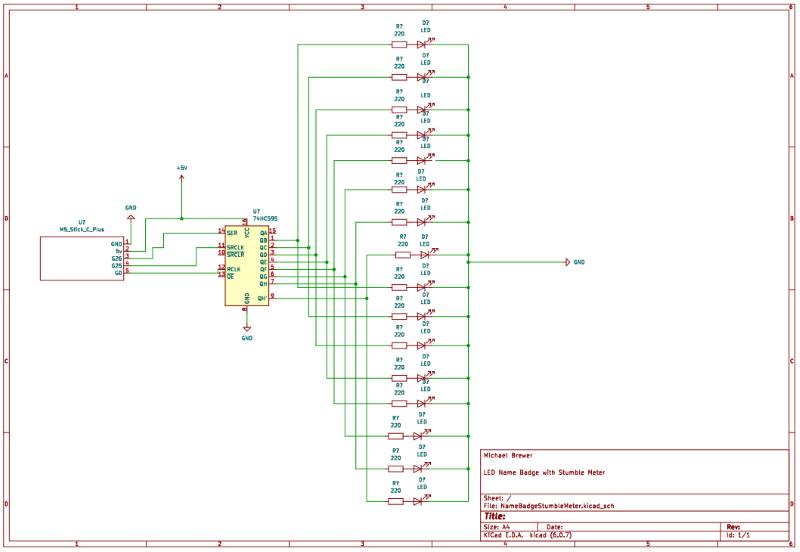 1 2 3 4 5 6
R? D?
220 LED
R? D?
220 LED
D?
R? LED
220
R? D?
220 LED
R? D?
220 LED
R? D?
220 LED
R? D?
220 LED
R? D?
220 LED
R? D?
220 LED
R? D?
220 LED
R? D?
220 LED
R? D?
220 LED
R? D?
220 LED
R? D?
220 LED
R? D?
220 LED
R? D?
220 LED
A A
B B
C C
D D
+5V
GND
U?
M5_Stick_C_Plus
GND 1
5v 2
G26 3
G25 4
G0 5
U?
74HC595
16
VCC
14 SER
11 SRCLK
10 SRCLR
12 RCLK
13 OE
QA 15
QB 1
QC 2
QD 3
QE 4
QF 5
QG 6
QH 7
QH' 9
GND
8
GND
GND
Michael Brewer
LED Name Badge with Stumble Meter
Sheet: /
File: NameBadgeStumbleMeter.kicad_sch
Title:
Size: A4 Date: Rev:
KiCad E.D.A. kicad (6.0.7) Id: 1/1
1 2 3 4 5 6